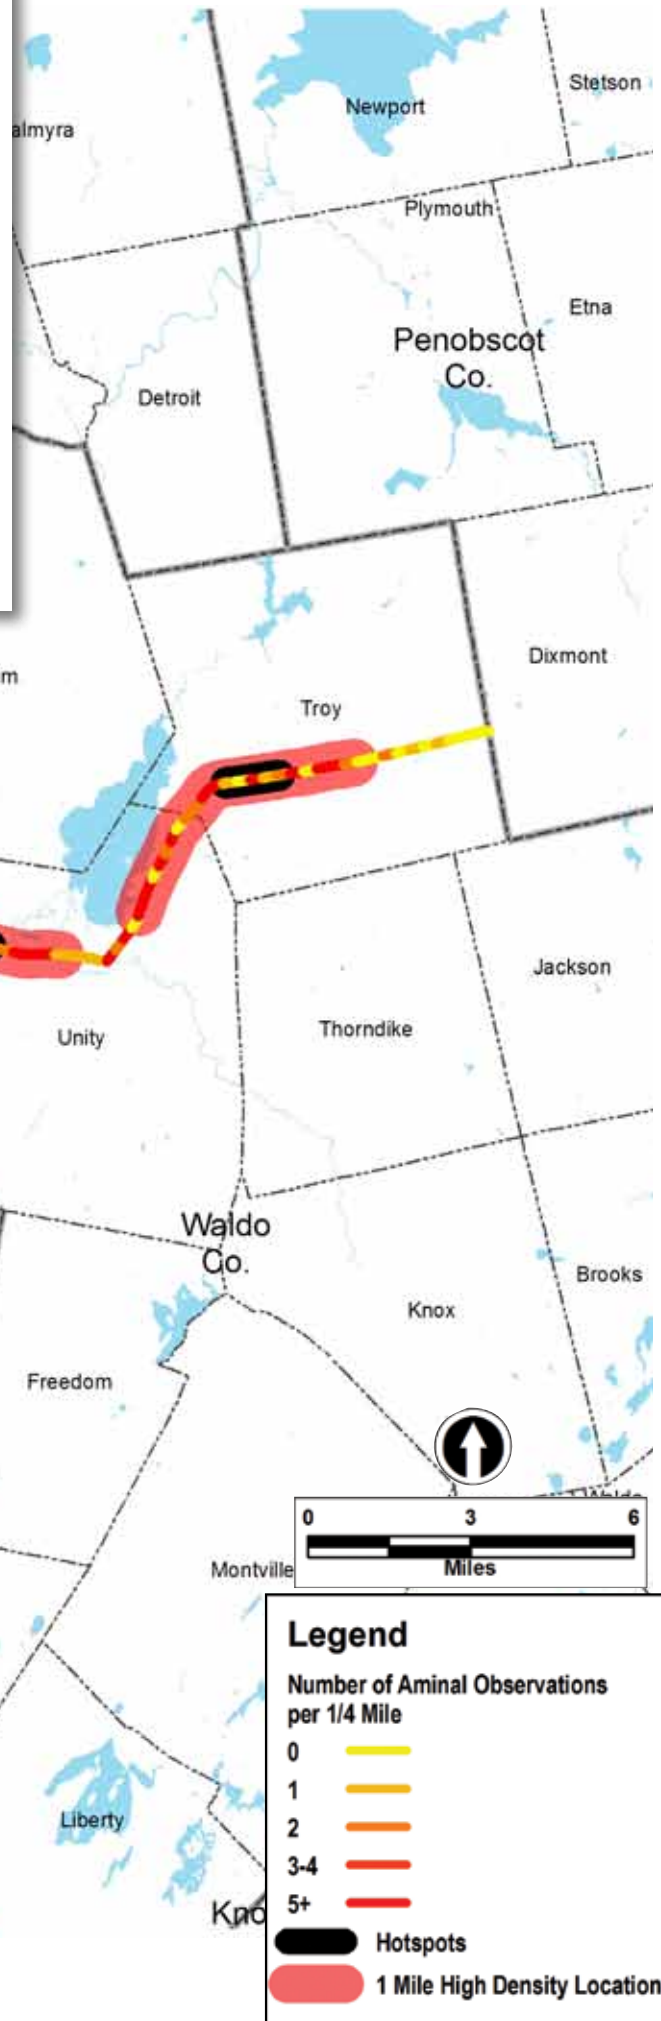 Stetson
Newport
almyra
Plymouth
Etna
Penobscot
Co.
Detroit
Dixmont
m
Troy
Jackson
Thorndike
Unity
Waldo
Co.
Brooks
Knox
Freedom
0 3 6
Miles
Montville
Legend
Number of Aminal Observations
per 1/4 Mile
0
1
2
3-4
5+
Hotspots
1 Mile High Density Location
Liberty
Kno